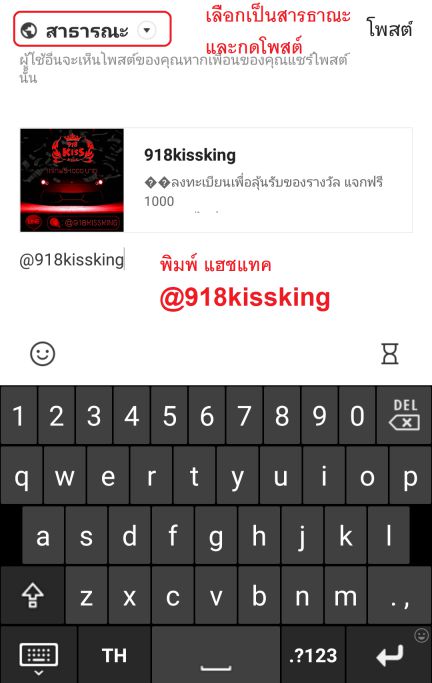 สาธารณะ
เลือกเป็นสารธาณะ
และกดโพสต์
โพสต์
ผู้ใช้อื่นจะเห็นโพสต์ของคุณหากเพื่อนของคุณแชร์โพสต์
นั้น
918
KISS
@918KISSKING
918kissking
��ลงทะเบียนเพื่อลุ้นรับของรางวัล แจกฟรี
1000
@918kissking
พิมพ์ แฮชแทค
@918kissking
1 2 3 4 5 6 7 8 9 0 DEL
q w e r t y u i o p
a s d f g h j k l
z x c v b n m . ,
TH .?123